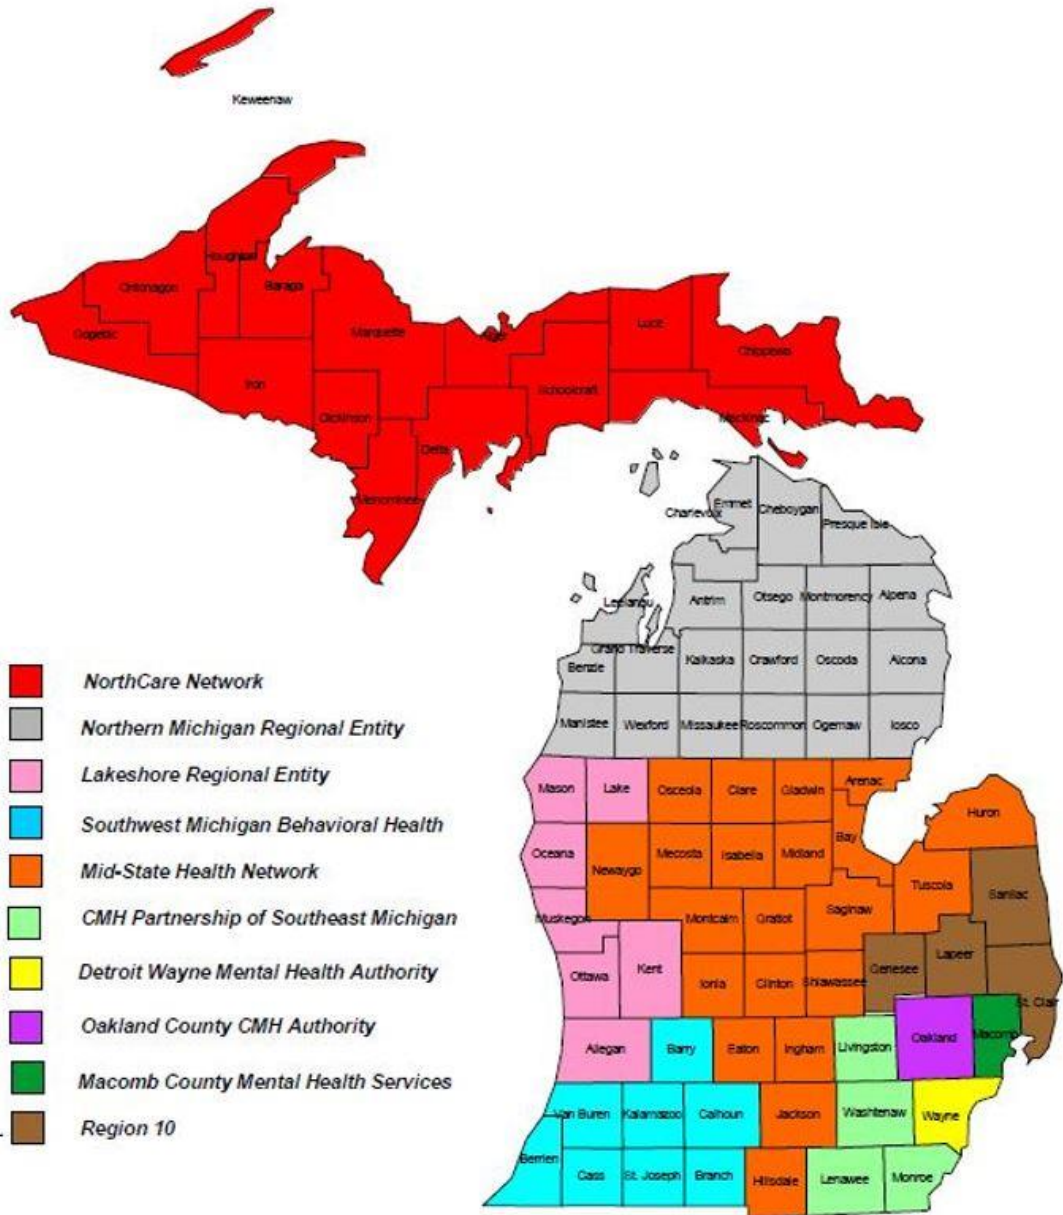 Keweenaw
Houghton
Ontonagon
Baraga
Gogebic
Marquette
Alger
Luce
Chippewa
Iron
Schoolcraft
Dickinson
Mackinac
Delta
Menominee
Emmet
Cheboygan
Charlevoix
Presque Isle
Leelanau
Antrim
Otsego
Montmorency
Alpena
Grand Traverse
Benzie
Kalkaska
Crawford
Oscoda
Alcona
Manistee
Wexford
Missaukee
Roscommon
Ogemaw
Iosco
NorthCare Network
Northern Michigan Regional Entity
Lakeshore Regional Entity
Southwest Michigan Behavioral Health
Mid-State Health Network
CMH Partnership of Southeast Michigan
Detroit Wayne Mental Health Authority
Oakland County CMH Authority
Macomb County Mental Health Services
Region 10
Mason
Lake
Osceola
Clare
Gladwin
Arenac
Huron
Oceana
Newaygo
Mecosta
Isabella
Midland
Bay
Tuscola
Sanilac
Muskegon
Montcalm
Gratiot
Saginaw
Ottawa
Kent
Ionia
Clinton
Shiawassee
Genesee
Lapeer
St. Clair
Allegan
Barry
Eaton
Ingham
Livingston
Oakland
Macomb
Van Buren
Kalamazoo
Calhoun
Jackson
Washtenaw
Wayne
Berrien
Cass
St. Joseph
Branch
Hillsdale
Lenawee
Monroe